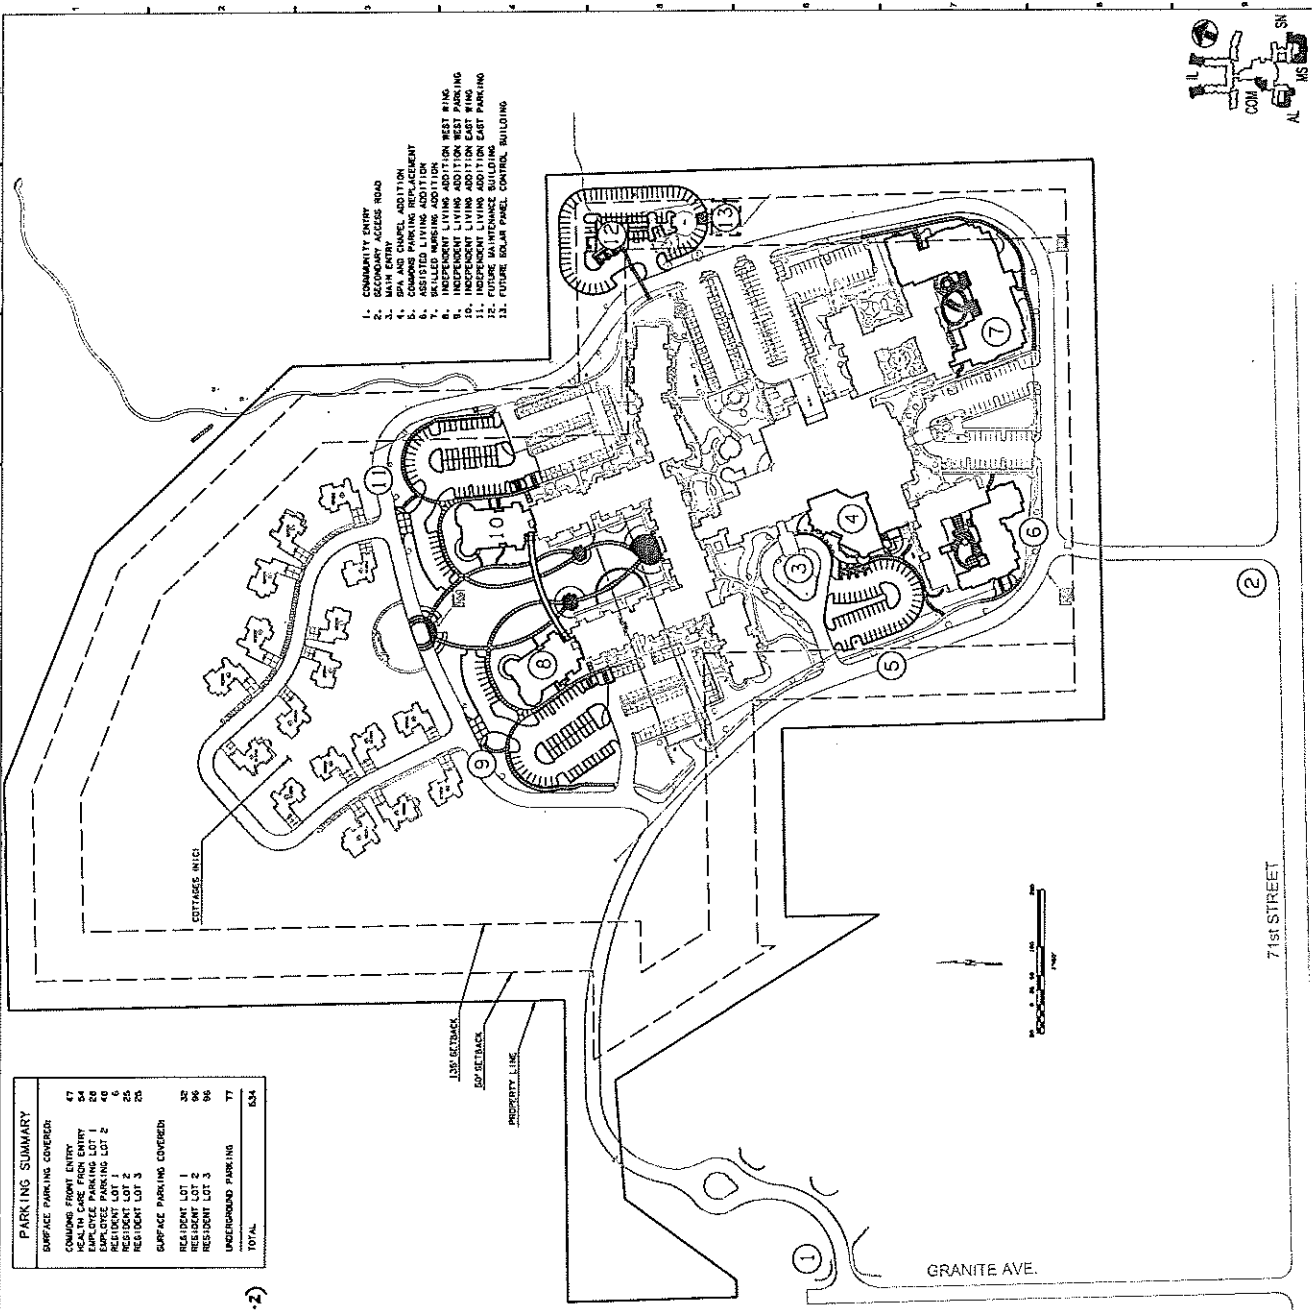 PARKING SUMMARY
SURFACE PARKING COVERED:
COMMONS FRONT ENTRY 47
HEALTH CARE FRON ENTRY 54
EMPLOYEE PARKING LOT 1 28
EMPLOYEE PARKING LOT 2 40
RESIDENT LOT 1 6
RESIDENT LOT 2 25
RESIDENT LOT 3 25
SURFACE PARKING COVERED:
RESIDENT LOT 1 32
RESIDENT LOT 2 96
RESIDENT LOT 3 96
UNDERGROUND PARKING 77
TOTAL 534
1. COMMUNITY ENTRY
2. SECONDARY ACCESS ROAD
3. MAIN ENTRY
4. SPA AND CHAPEL ADDITION
5. COMMONS PARKING REPLACEMENT
6. ASSISTED LIVING ADDITION
7. SKILLED NURSING ADDITION
8. INDEPENDENT LIVING ADDITION WEST WING
9. INDEPENDENT LIVING ADDITION WEST PARKING
10. INDEPENDENT LIVING ADDITION EAST WING
11. INDEPENDENT LIVING ADDITION EAST PARKING
12. FUTURE MAINTENANCE BUILDING
13. FUTURE SOLAR PANEL CONTROL BUILDING
COTTAGES (NIC)
135' SETBACK
50' SETBACK
PROPERTY LINE
1
2
3
4
5
6
7
8
9
10
11
12
13
GRANITE AVE.
71st STREET
IL
COM
AL
MS
SN